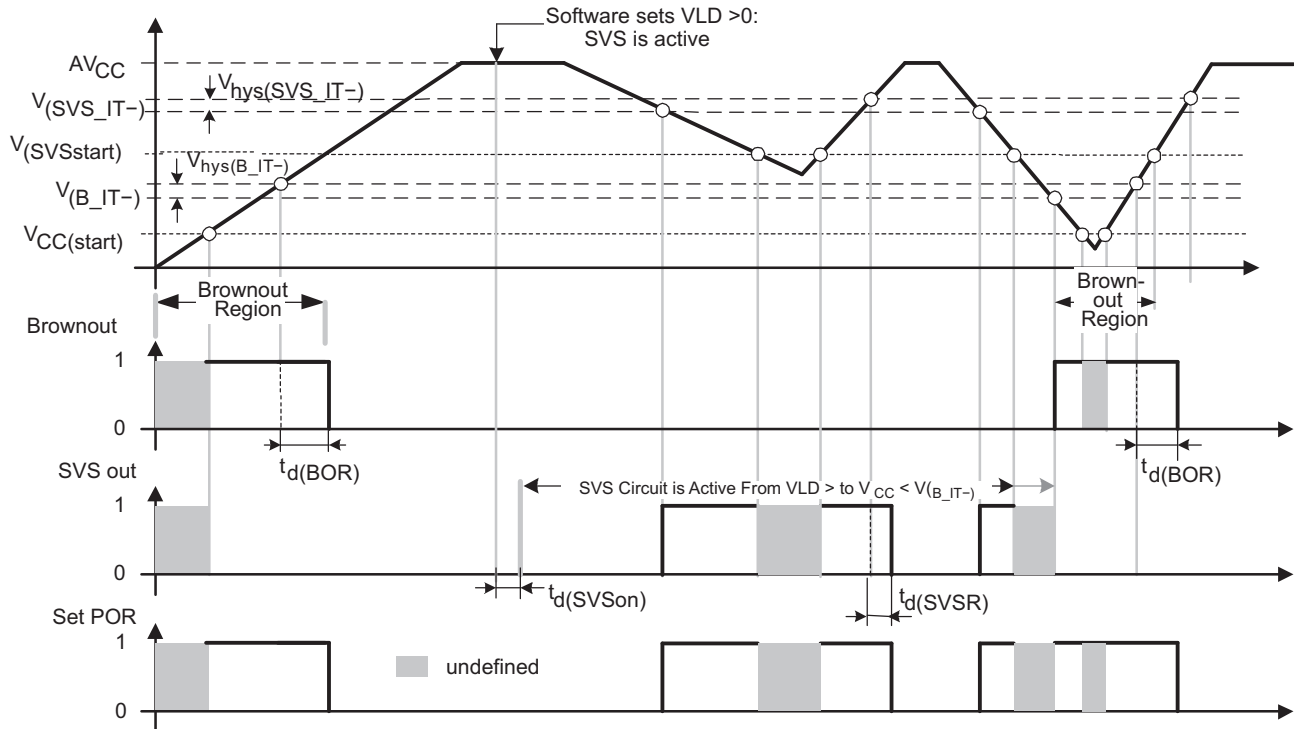 Software sets VLD >0:
SVS is active
AVCC
Vhys(SVS_IT−)
V(SVS_IT−)
V(SVSstart)
Vhys(B_IT−)
V(B_IT−)
VCC(start)
Brownout
Region
Brown-
out
Region
Brownout
1
0
td(BOR)
td(BOR)
SVS out
SVS Circuit is Active From VLD > to VCC < V(B_IT−)
1
0
td(SVSon)
td(SVSR)
Set POR
1
undefined
0